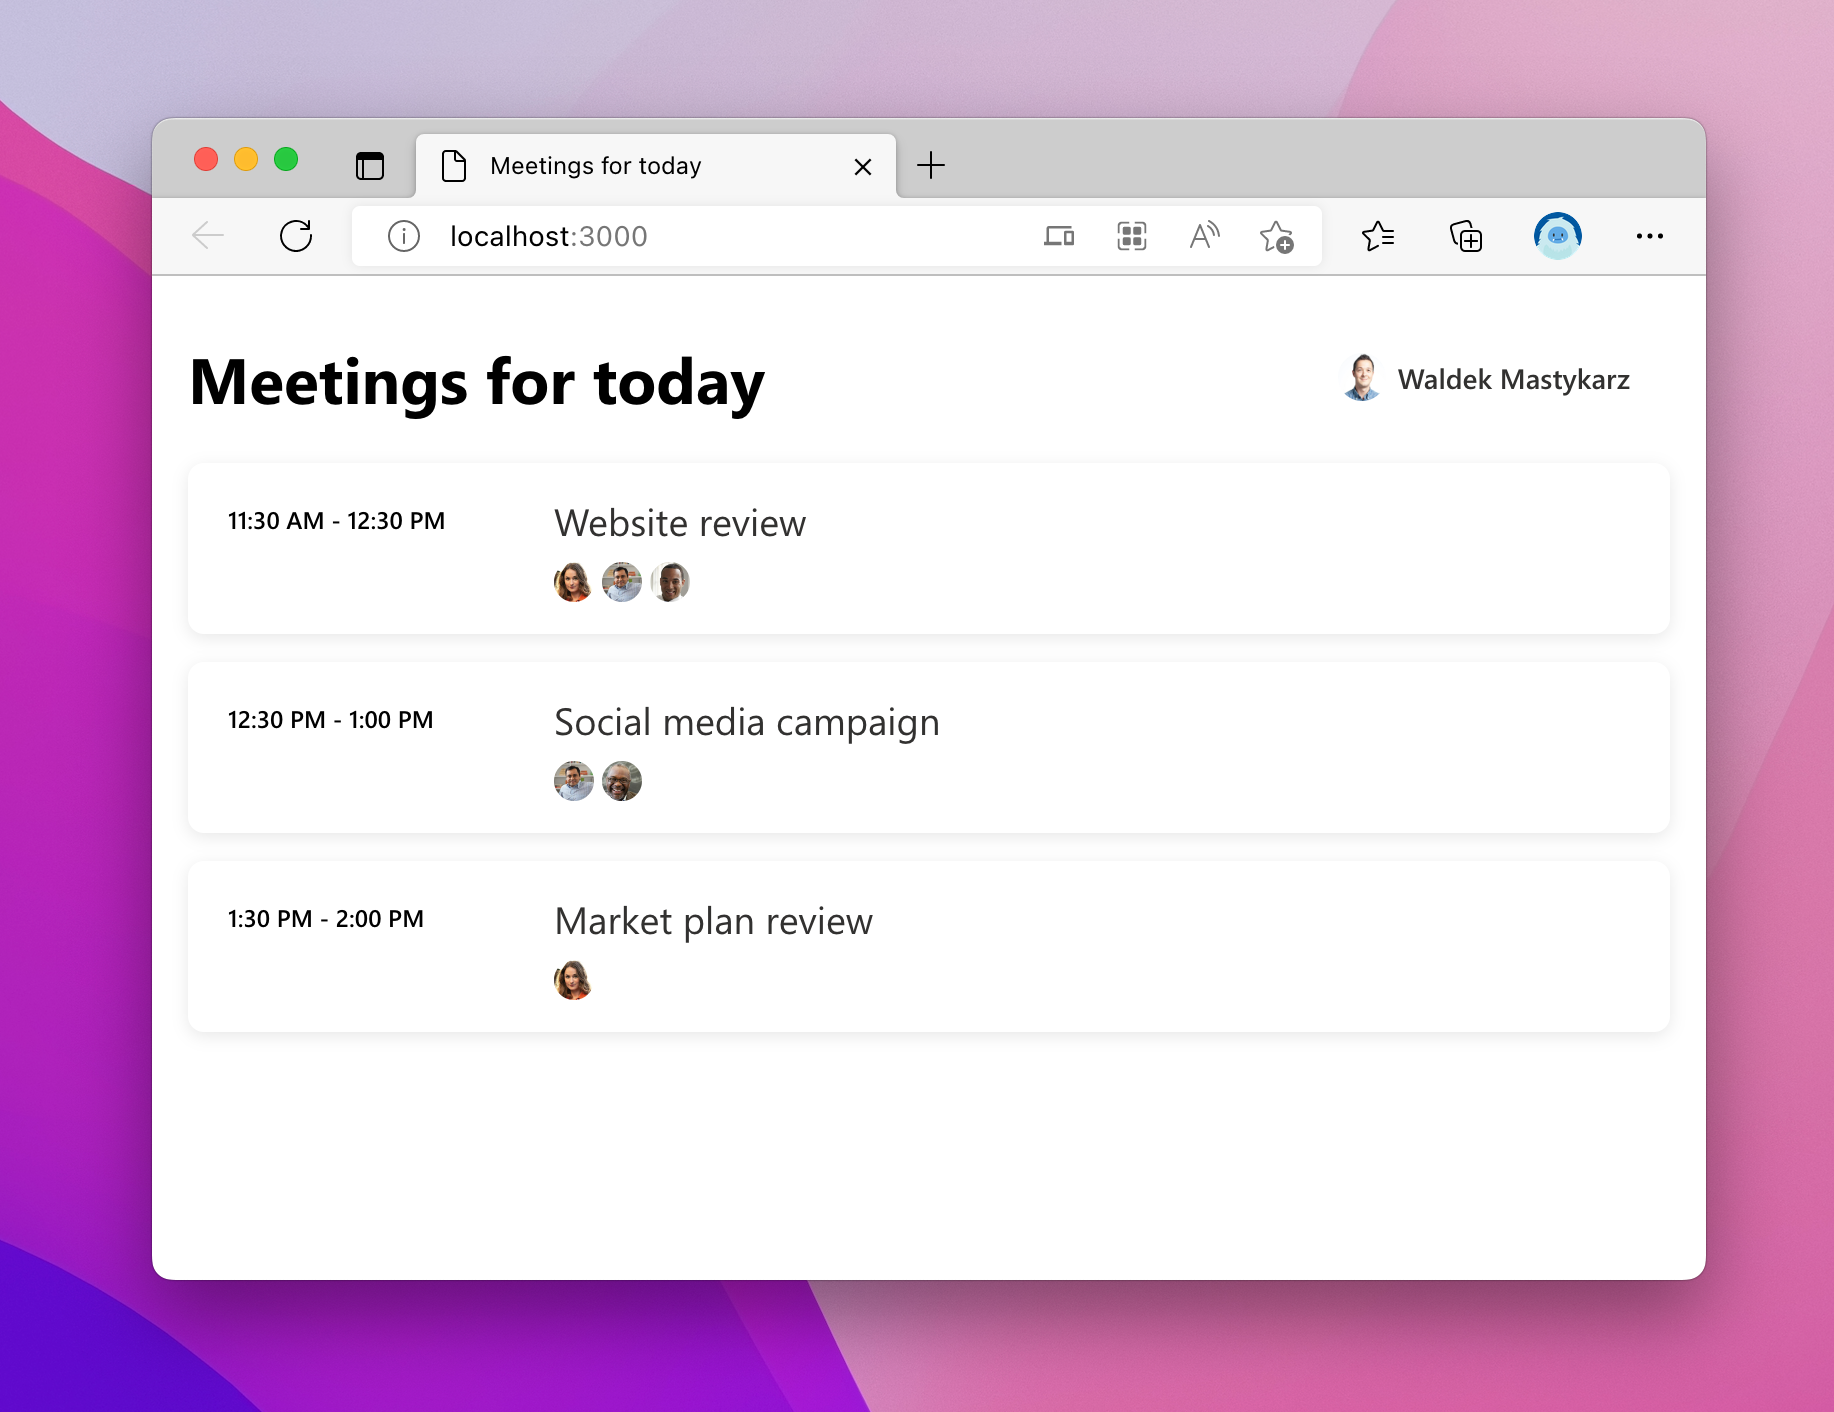 Meetings for today
localhost:3000
Meetings for today
Waldek Mastykarz
11:30 AM - 12:30 PM
Website review
12:30 PM - 1:00 PM
Social media campaign
1:30 PM - 2:00 PM
Market plan review